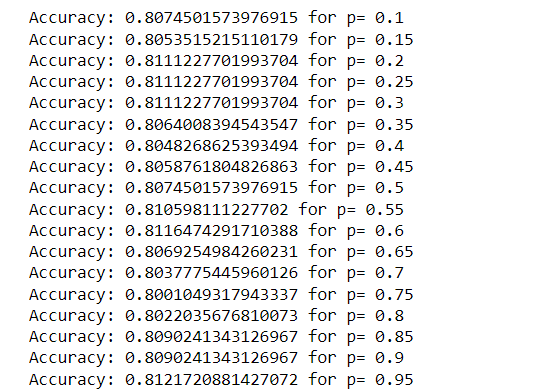 Accuracy: 0.8074501573976915 for p= 0.1
Accuracy: 0.8053515215110179 for p= 0.15
Accuracy: 0.8111227701993704 for p= 0.2
Accuracy: 0.8111227701993704 for p= 0.25
Accuracy: 0.8111227701993704 for p= 0.3
Accuracy: 0.8064008394543547 for p= 0.35
Accuracy: 0.8048268625393494 for p= 0.4
Accuracy: 0.8058761804826863 for p= 0.45
Accuracy: 0.8074501573976915 for p= 0.5
Accuracy: 0.810598111227702 for p= 0.55
Accuracy: 0.8116474291710388 for p= 0.6
Accuracy: 0.8069254984260231 for p= 0.65
Accuracy: 0.8037775445960126 for p= 0.7
Accuracy: 0.8001049317943337 for p= 0.75
Accuracy: 0.8022035676810073 for p= 0.8
Accuracy: 0.8090241343126967 for p= 0.85
Accuracy: 0.8090241343126967 for p= 0.9
Accuracy: 0.8121720881427072 for p= 0.95